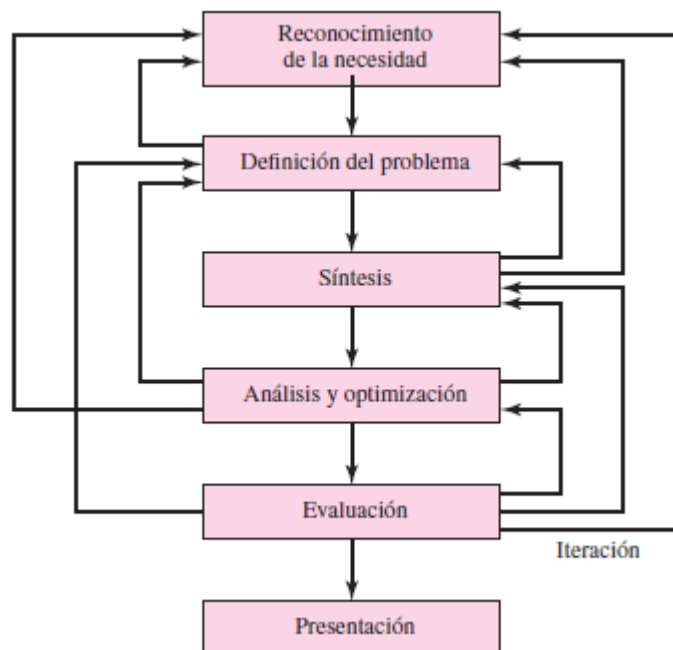 Reconocimiento
de la necesidad
Definición del problema
Síntesis
Análisis y optimización
Evaluación
Iteración
Presentación